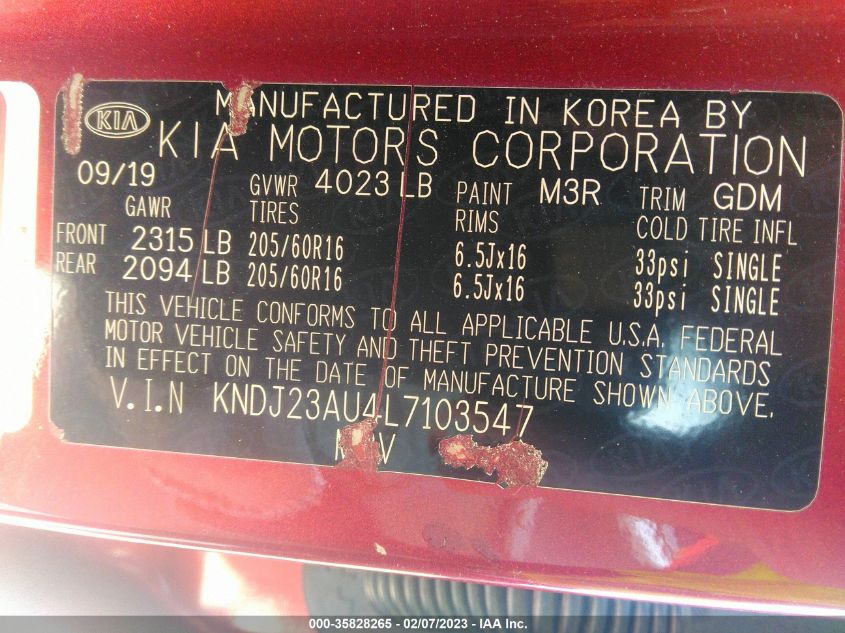 KIA
MANUFACTURED IN KOREA BY
KIA MOTORS CORPORATION
09/19 GVWR 4023 LB PAINT M3R TRIM GDM
GAWR TIRES RIMS COLD TIRE INFL
FRONT 2315 LB 205/60R16 6.5Jx16 33psi SINGLE
REAR 2094 LB 205/60R16 6.5Jx16 33psi SINGLE
THIS VEHICLE CONFORMS TO ALL APPLICABLE U.S.A. FEDERAL
MOTOR VEHICLE SAFETY AND THEFT PREVENTION STANDARDS
IN EFFECT ON THE DATE OF MANUFACTURE SHOWN ABOVE.
V.I.N KNDJ23AU4L7103547
000-35828265 — 02/07/2023 — IAA Inc.